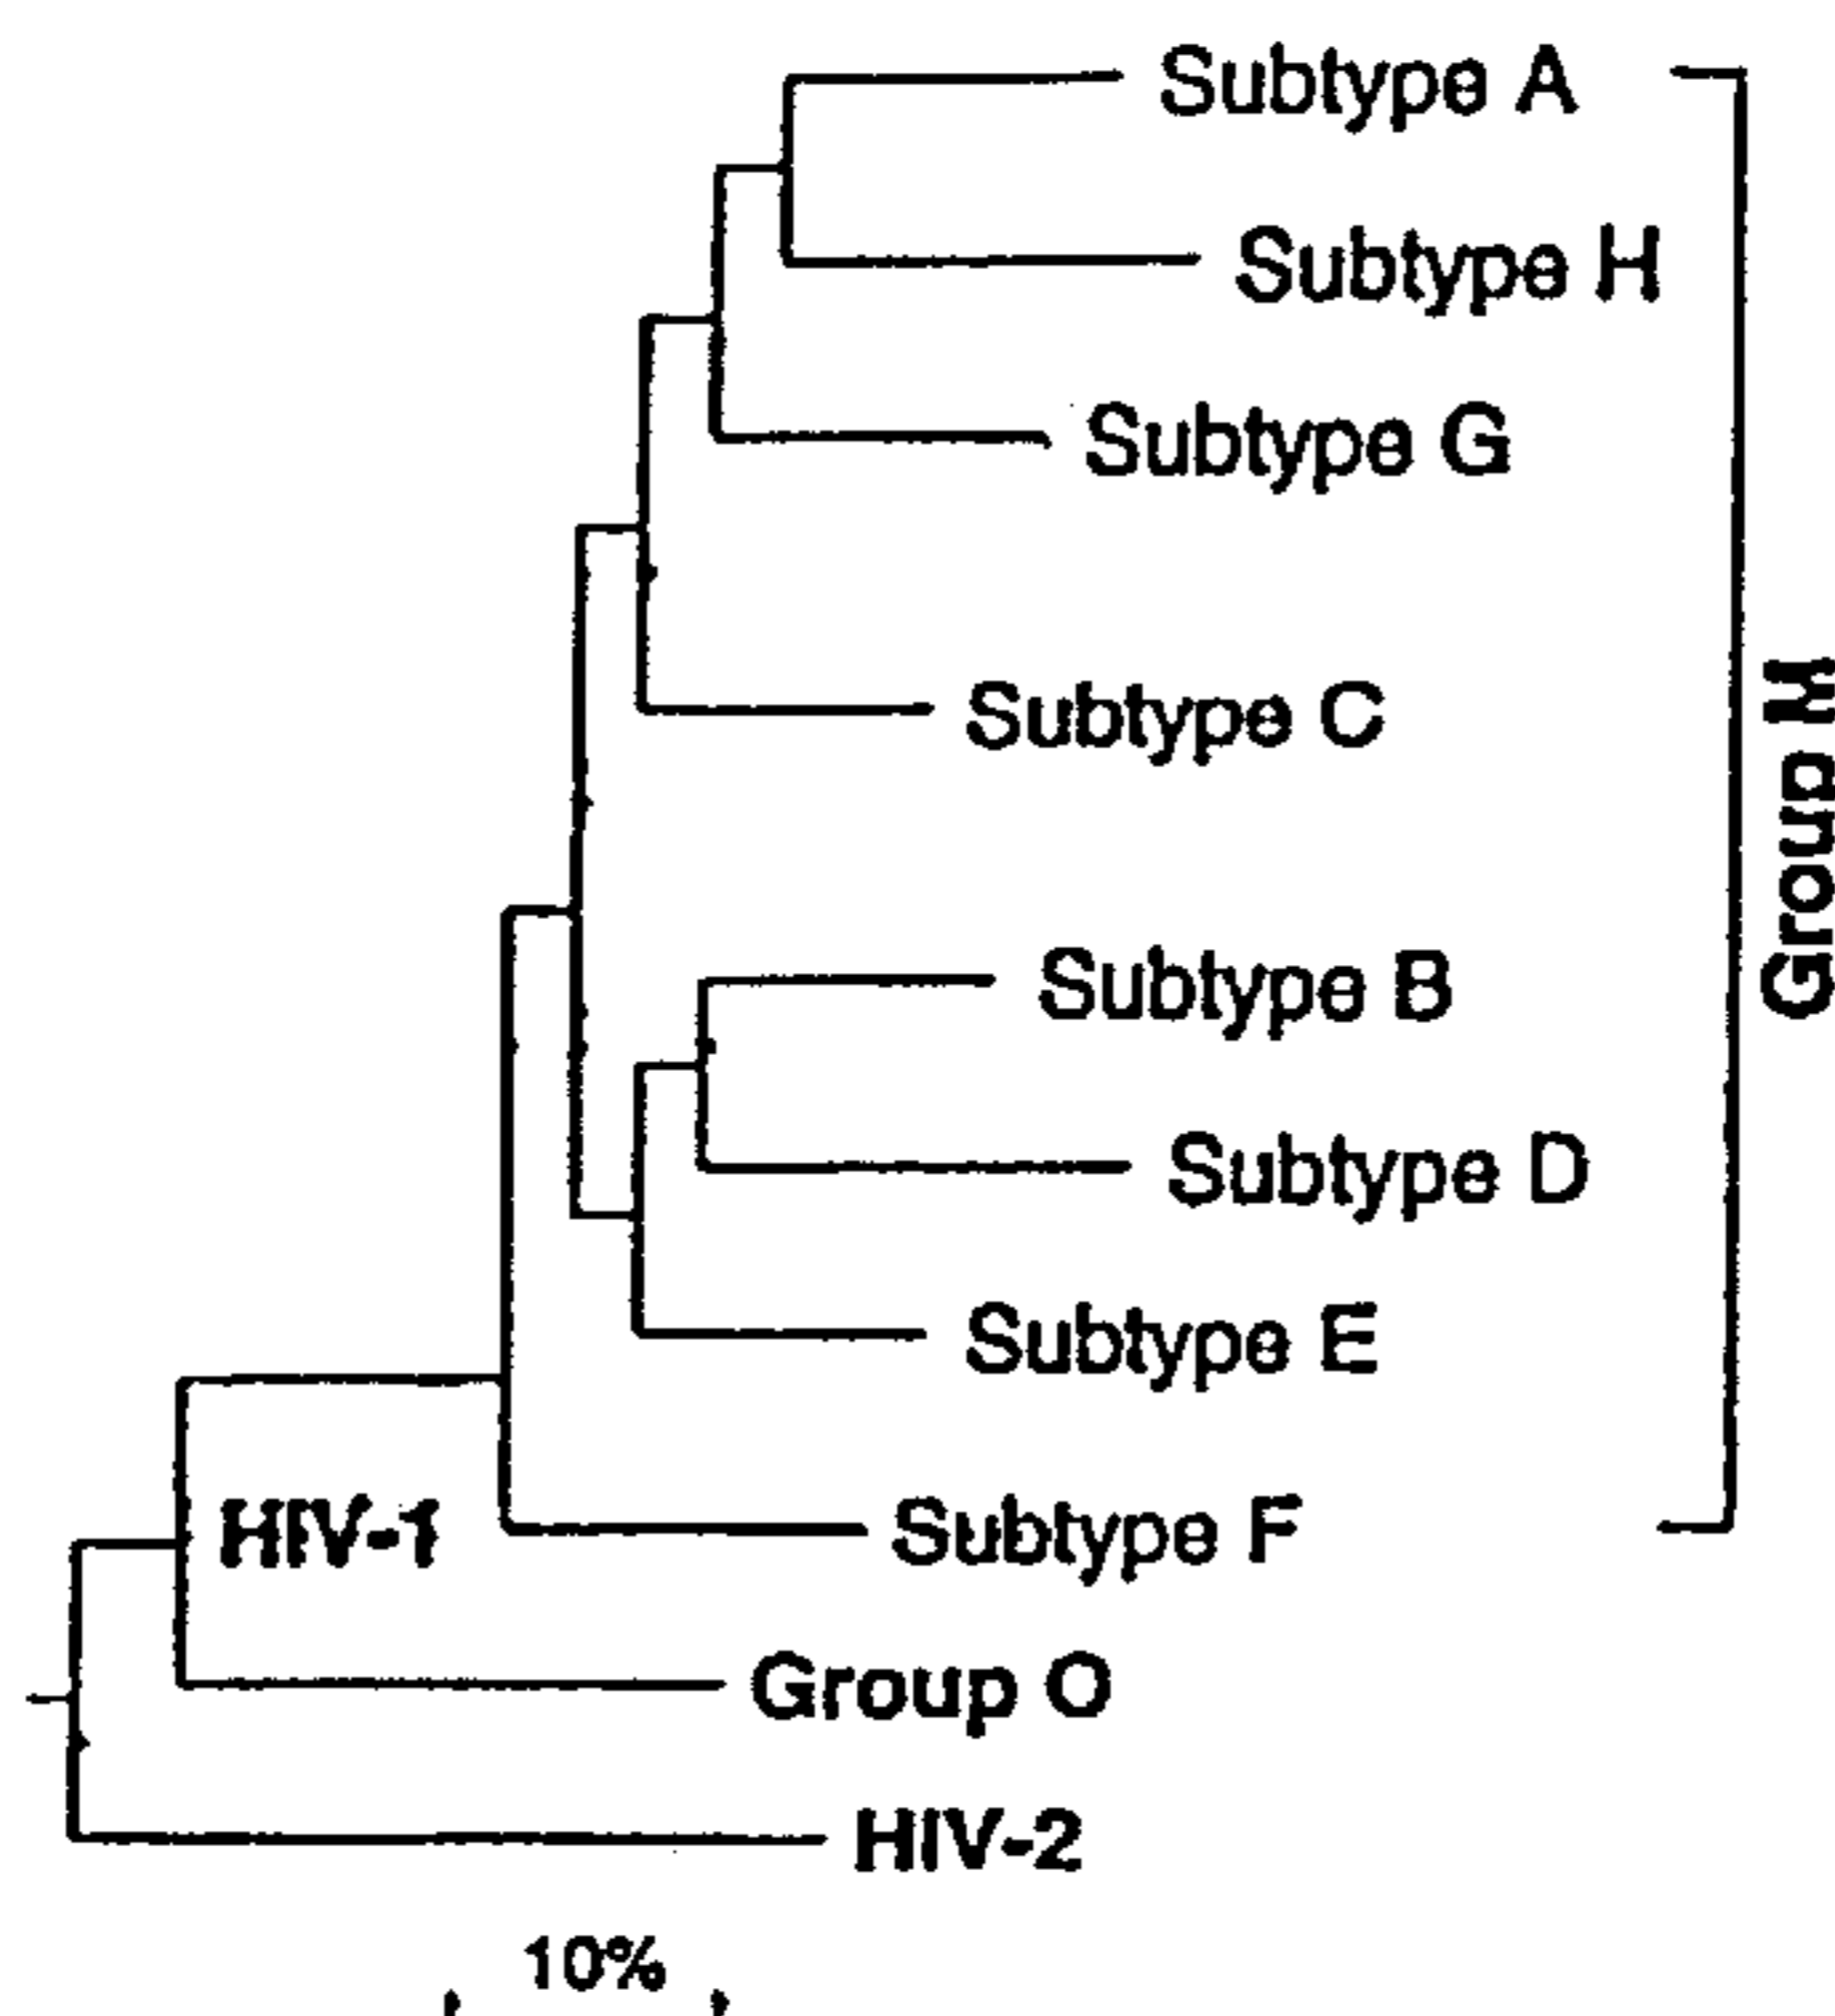 Subtype A
Subtype H
Subtype G
Subtype C
Group M
Subtype B
Subtype D
Subtype E
HIV-1
Subtype F
Group O
HIV-2
10%